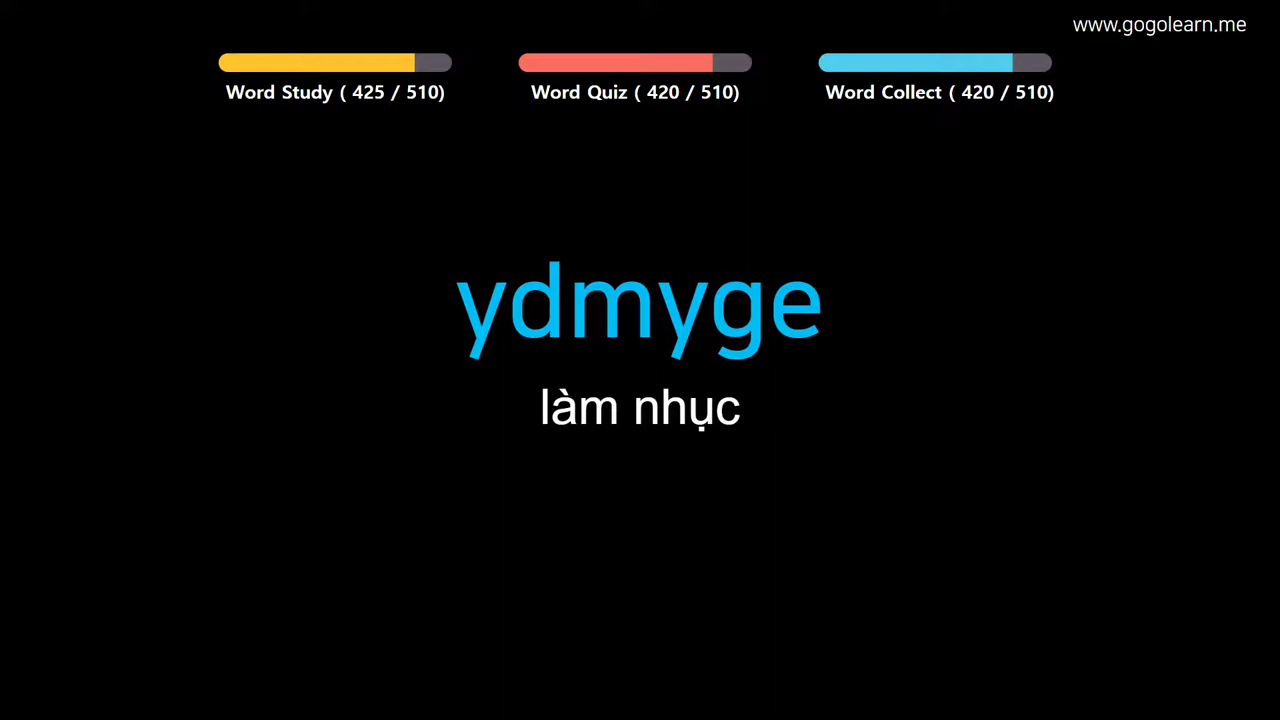 www.gogolearn.me
Word Study ( 425 / 510)
Word Quiz ( 420 / 510)
Word Collect ( 420 / 510)
ydmyge
làm nhục